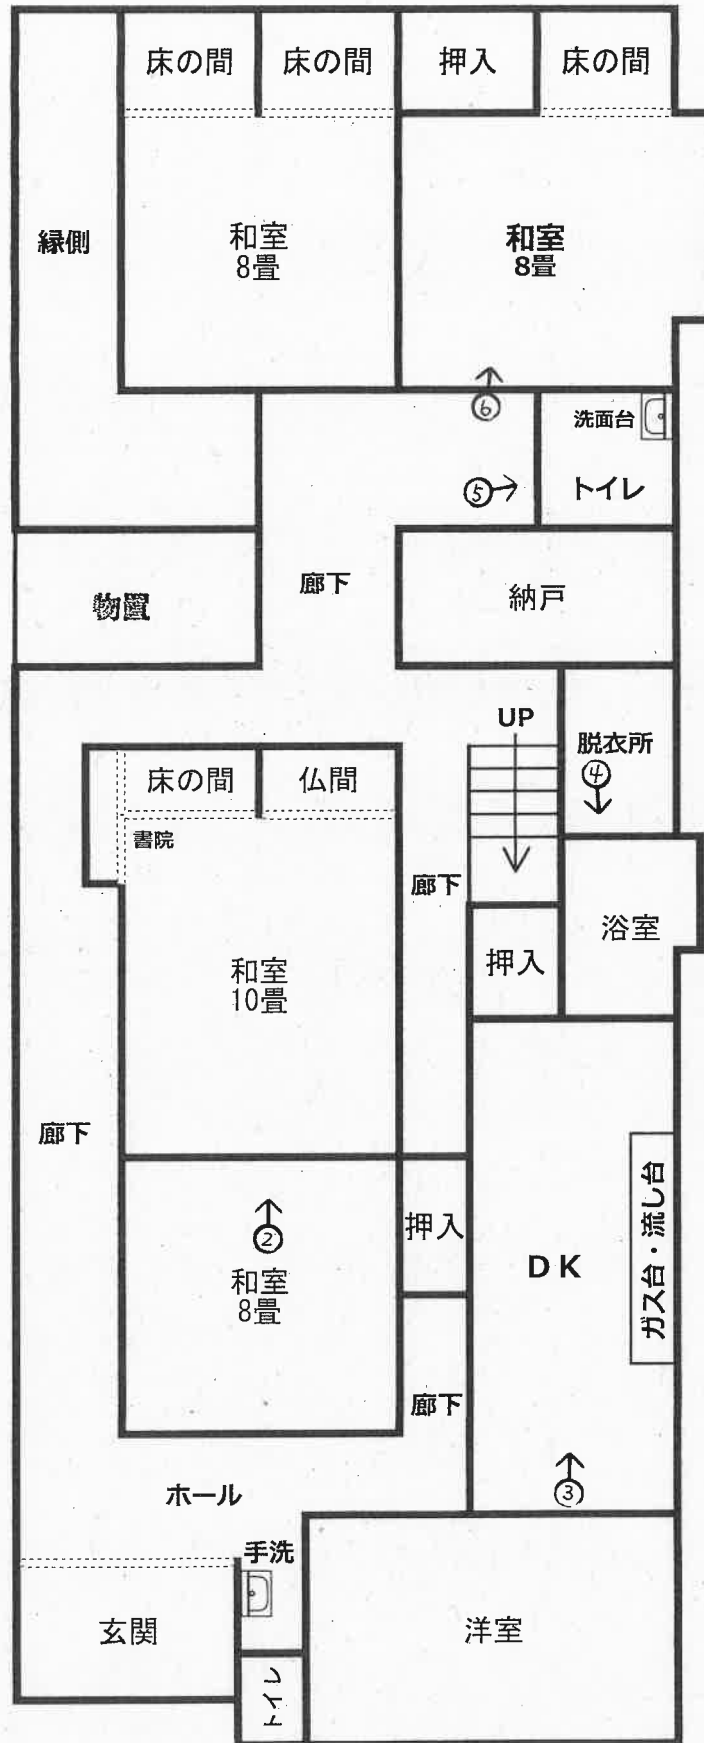 床の間
床の間
押入
床の間
縁側
和室
8畳
和室
8畳
⑥
洗面台
⑤
トイレ
廊下
納戸
物置
UP
脱衣所
④
床の間
仏間
書院
廊下
浴室
押入
和室
10畳
廊下
②
和室
8畳
押入
DK
ガス台・流し台
廊下
③
ホール
手洗
玄関
洋室
トイレ